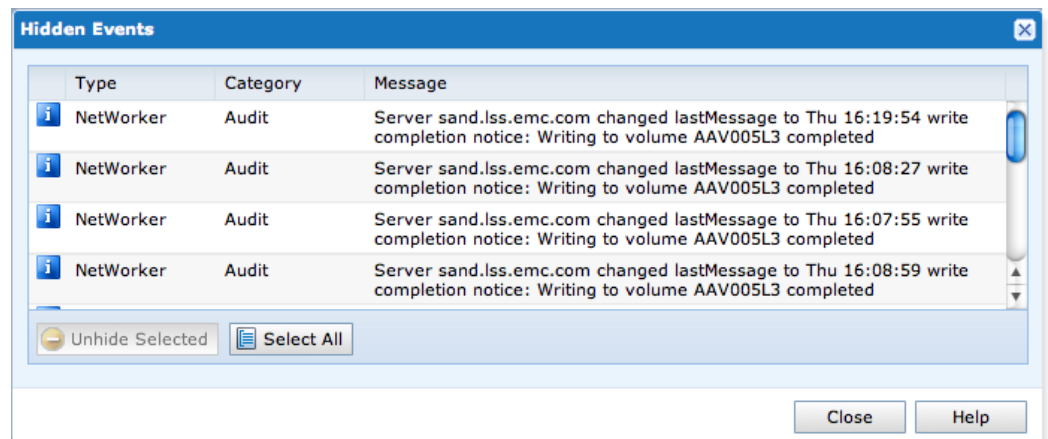 Hidden Events
Type Category Message
NetWorker Audit Server sand.lss.emc.com changed lastMessage to Thu 16:19:54 write
completion notice: Writing to volume AAV005L3 completed
NetWorker Audit Server sand.lss.emc.com changed lastMessage to Thu 16:08:27 write
completion notice: Writing to volume AAV005L3 completed
NetWorker Audit Server sand.lss.emc.com changed lastMessage to Thu 16:07:55 write
completion notice: Writing to volume AAV005L3 completed
NetWorker Audit Server sand.lss.emc.com changed lastMessage to Thu 16:08:59 write
completion notice: Writing to volume AAV005L3 completed
Unhide Selected Select All
Close Help